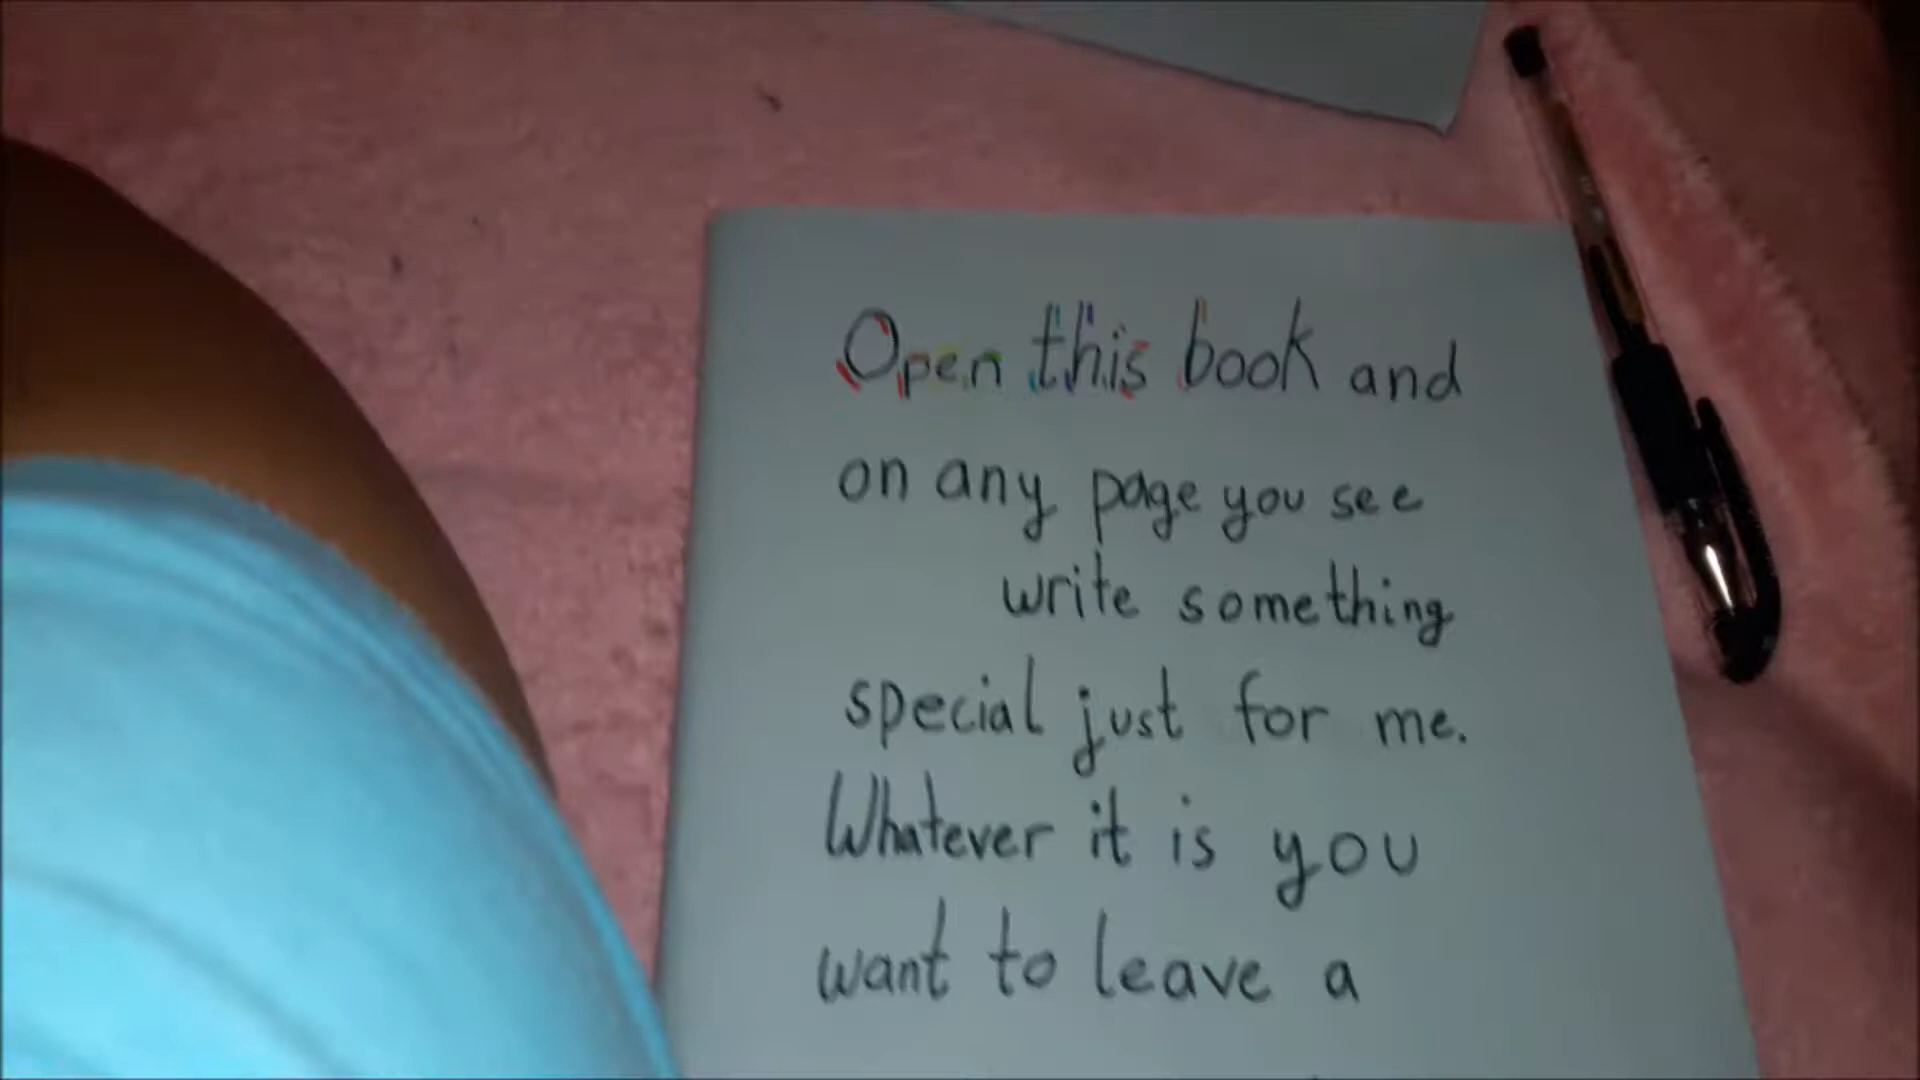 Open this book and
on any page you see
write something
special just for me.
Whatever it is you
want to leave a